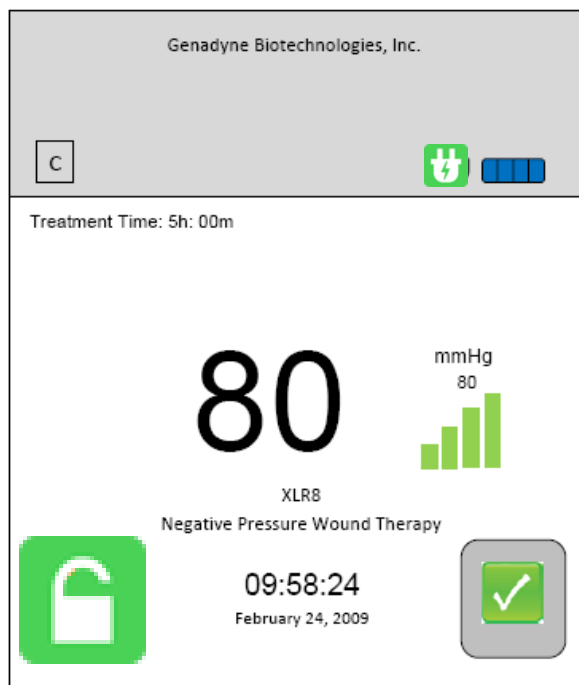 Genadyne Biotechnologies, Inc.
C
Treatment Time: 5h: 00m
80
mmHg
80
XLR8
Negative Pressure Wound Therapy
09:58:24
February 24, 2009